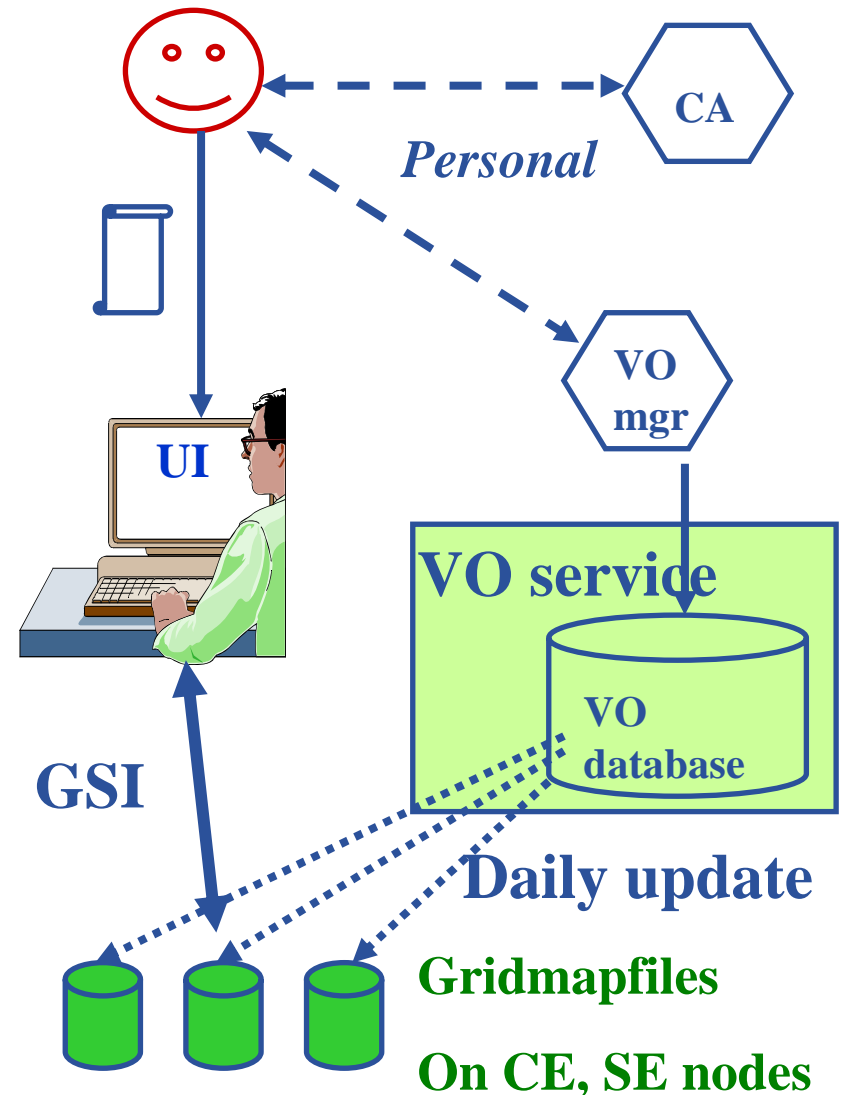 CA
Personal
VO
mgr
UI
VO service
VO
database
GSI
Daily update
Gridmapfiles
On CE, SE nodes